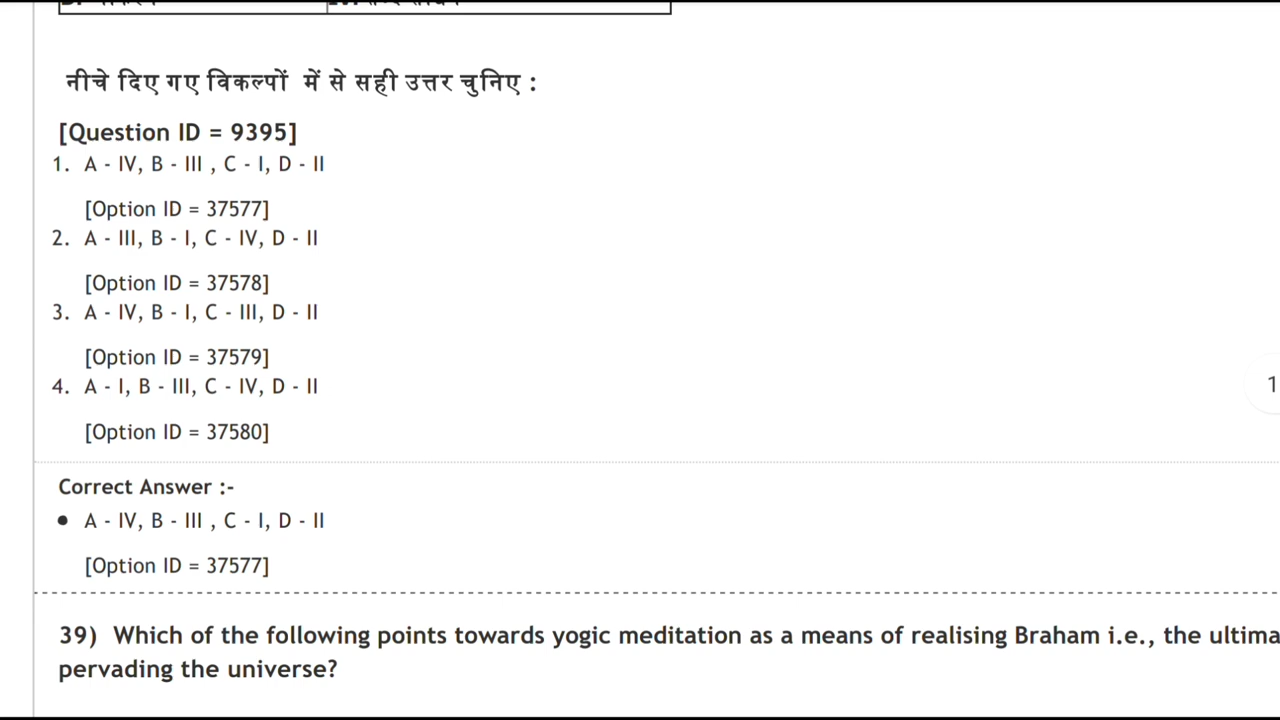 नीचे दिए गए विकल्पों में से सही उत्तर चुनिए :
[Question ID = 9395]
1. A - IV, B - III , C - I, D - II
[Option ID = 37577]
2. A - III, B - I, C - IV, D - II
[Option ID = 37578]
3. A - IV, B - I, C - III, D - II
[Option ID = 37579]
4. A - I, B - III, C - IV, D - II
1
[Option ID = 37580]
Correct Answer :-
• A - IV, B - III , C - I, D - II
[Option ID = 37577]
39) Which of the following points towards yogic meditation as a means of realising Braham i.e., the ultima
pervading the universe?